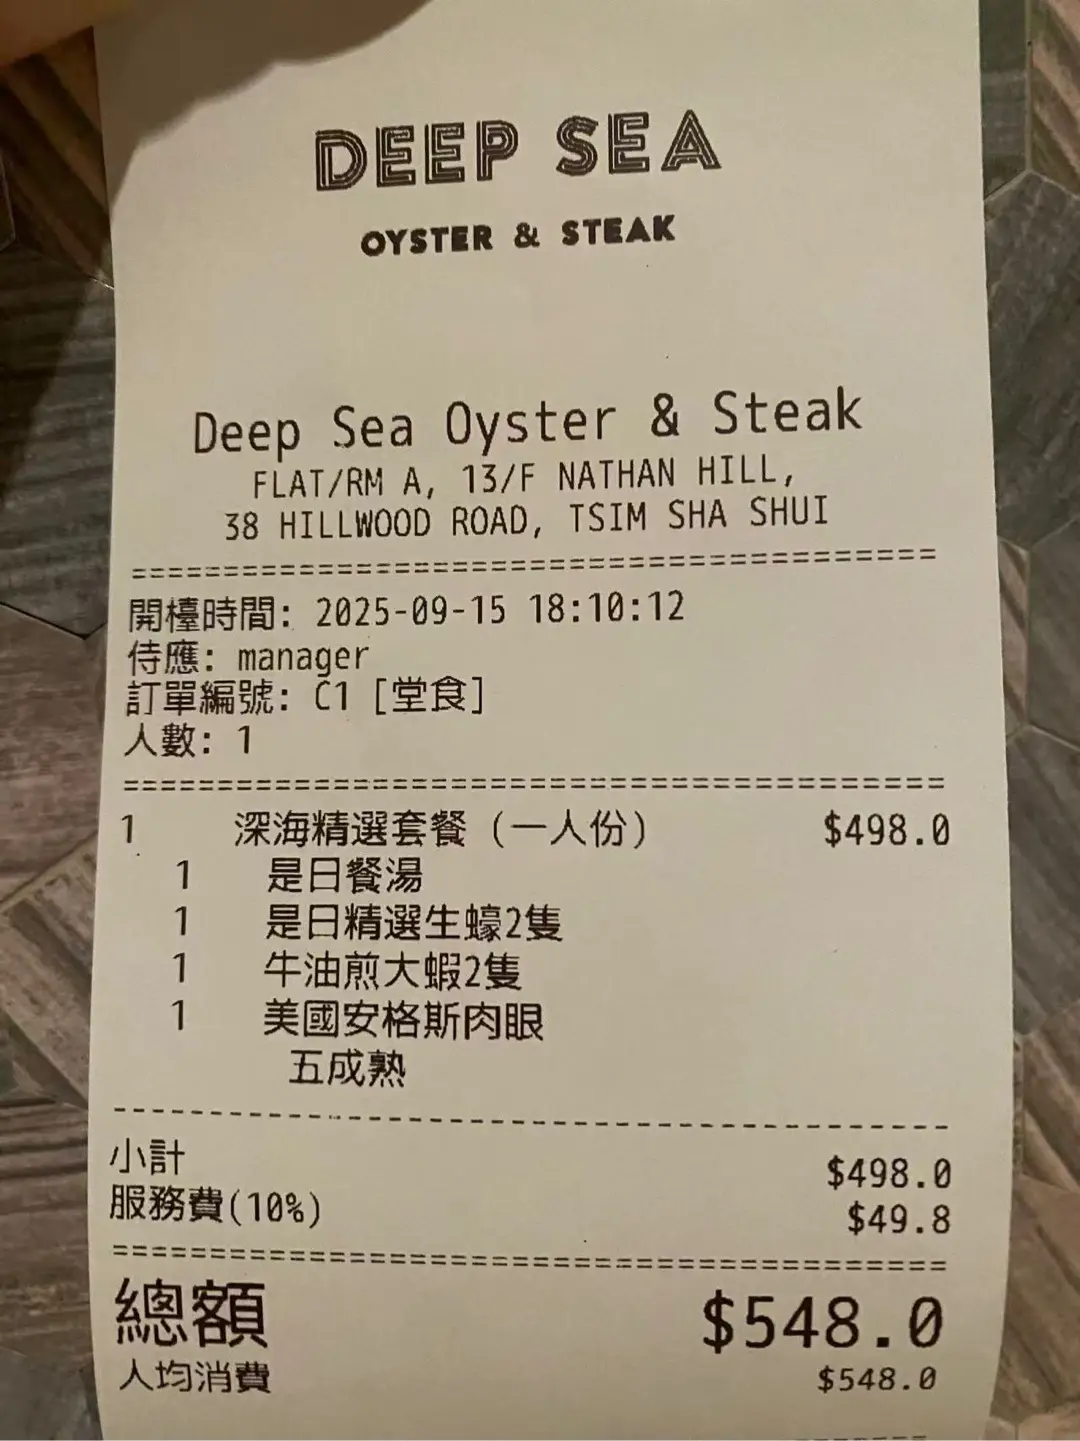 DEEP SEA
OYSTER & STEAK
Deep Sea Oyster & Steak
FLAT/RM A, 13/F NATHAN HILL,
38 HILLWOOD ROAD, TSIM SHA SHUI
開檯時間: 2025-09-15 18:10:12
侍應: manager
訂單編號: C1 [堂食]
人數: 1
1 深海精選套餐 (一人份) $498.0
1 是日餐湯
1 是日精選生蠔2隻
1 牛油煎大蝦2隻
1 美國安格斯肉眼
五成熟
小計 $498.0
服務費(10%) $49.8
總額 $548.0
人均消費 $548.0